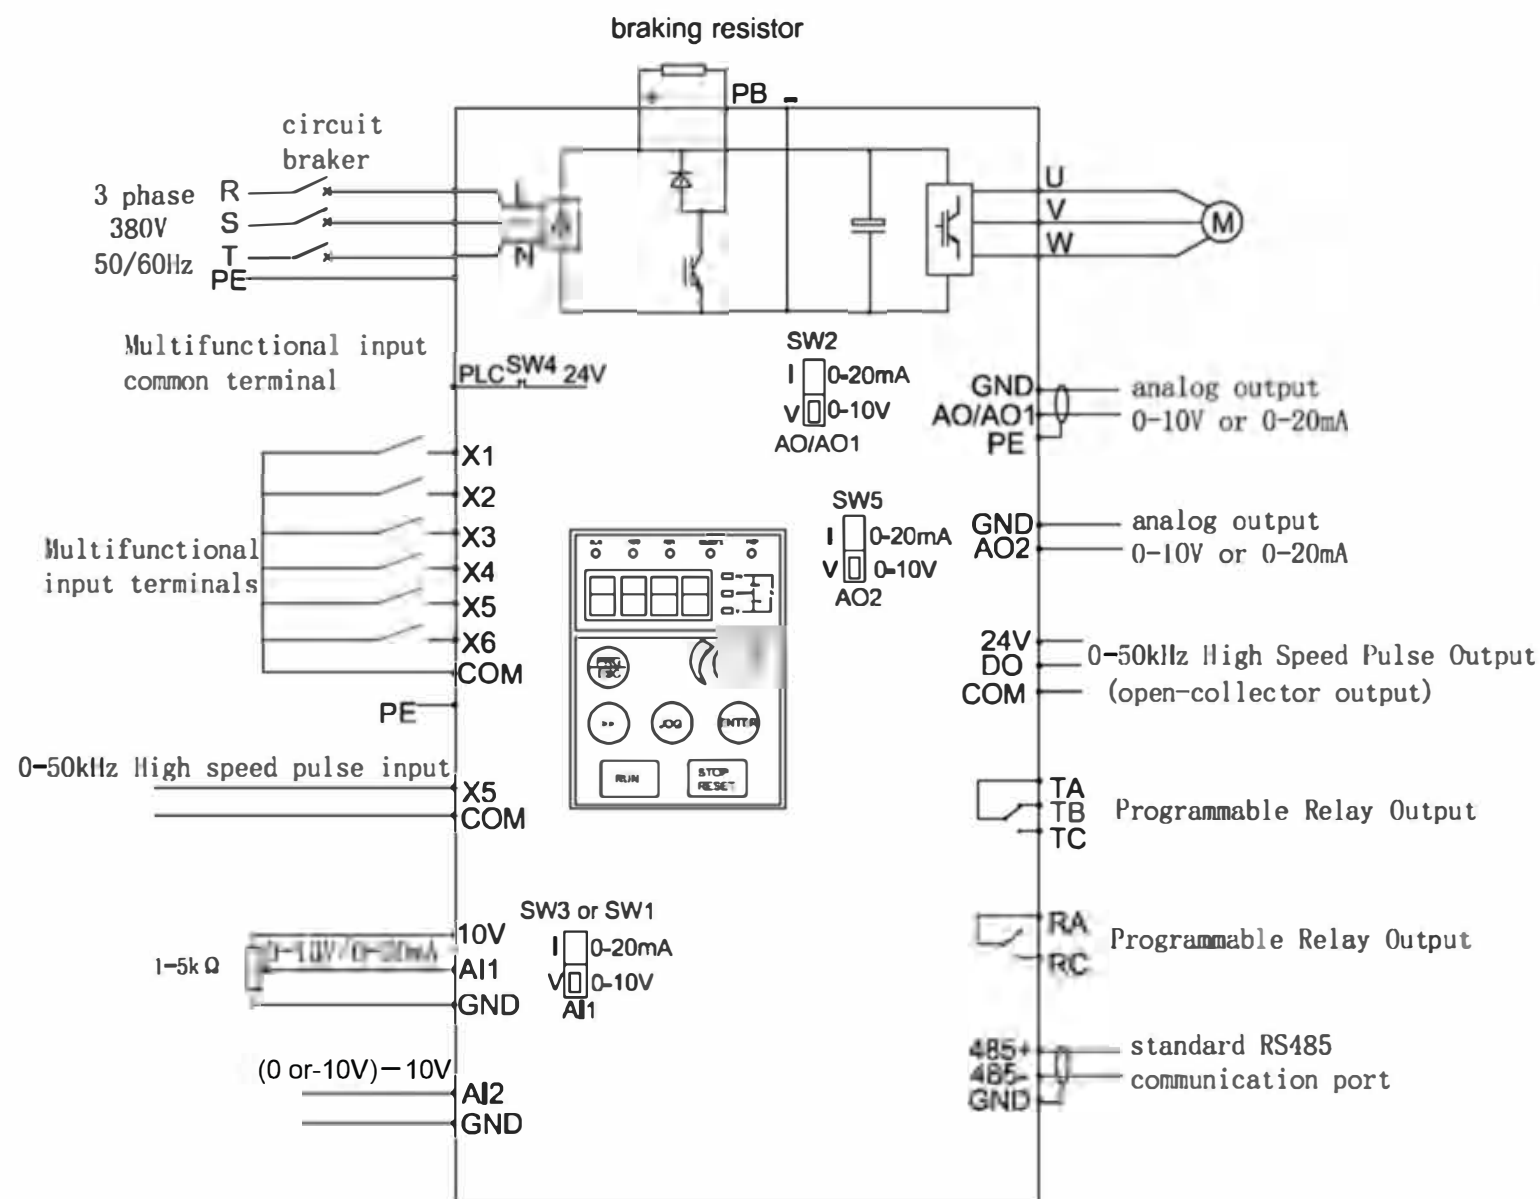 braking resistor
+ PB -
circuit
braker
3 phase
380V
50/60Hz
R
S
T
PE
L
N
U
V
W
M
Multifunctional input
common terminal
PLC SW4 24V
SW2
I 0-20mA
V 0-10V
AO/AO1
GND
AO/AO1
PE
analog output
0-10V or 0-20mA
X1
X2
X3
X4
X5
X6
COM
Multifunctional
input terminals
PE
SW5
I 0-20mA
V 0-10V
AO2
GND
AO2
analog output
0-10V or 0-20mA
>>
JOG
ENTER
RUN
STOP
RESET
24V
DO
COM
0-50kHz High Speed Pulse Output
(open-collector output)
0-50kHz High speed pulse input
X5
COM
TA
TB
TC
Programmable Relay Output
SW3 or SW1
I 0-20mA
V 0-10V
AI1
10V
0-10V/0-20mA
1-5kΩ
AI1
GND
RA
RC
Programmable Relay Output
(0 or-10V)-10V
AI2
GND
485+
485-
GND
standard RS485
communication port